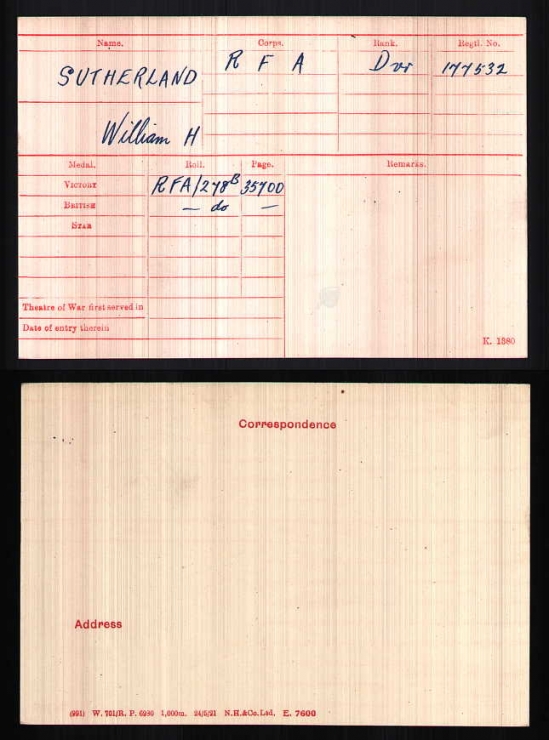 Name. Corps. Rank. Regtl. No.
SUTHERLAND R F A Dvr 177532
William H
Medal. Roll. Page. Remarks.
VICTORY RFA/278B 35700
BRITISH — do —
STAR
Theatre of War first served in
Date of entry therein
K. 1380
Correspondence
Address
(991) W. 761/R. P. 6980 1,000m. 24/5/21 N.H.&Co.Ltd. E. 7600